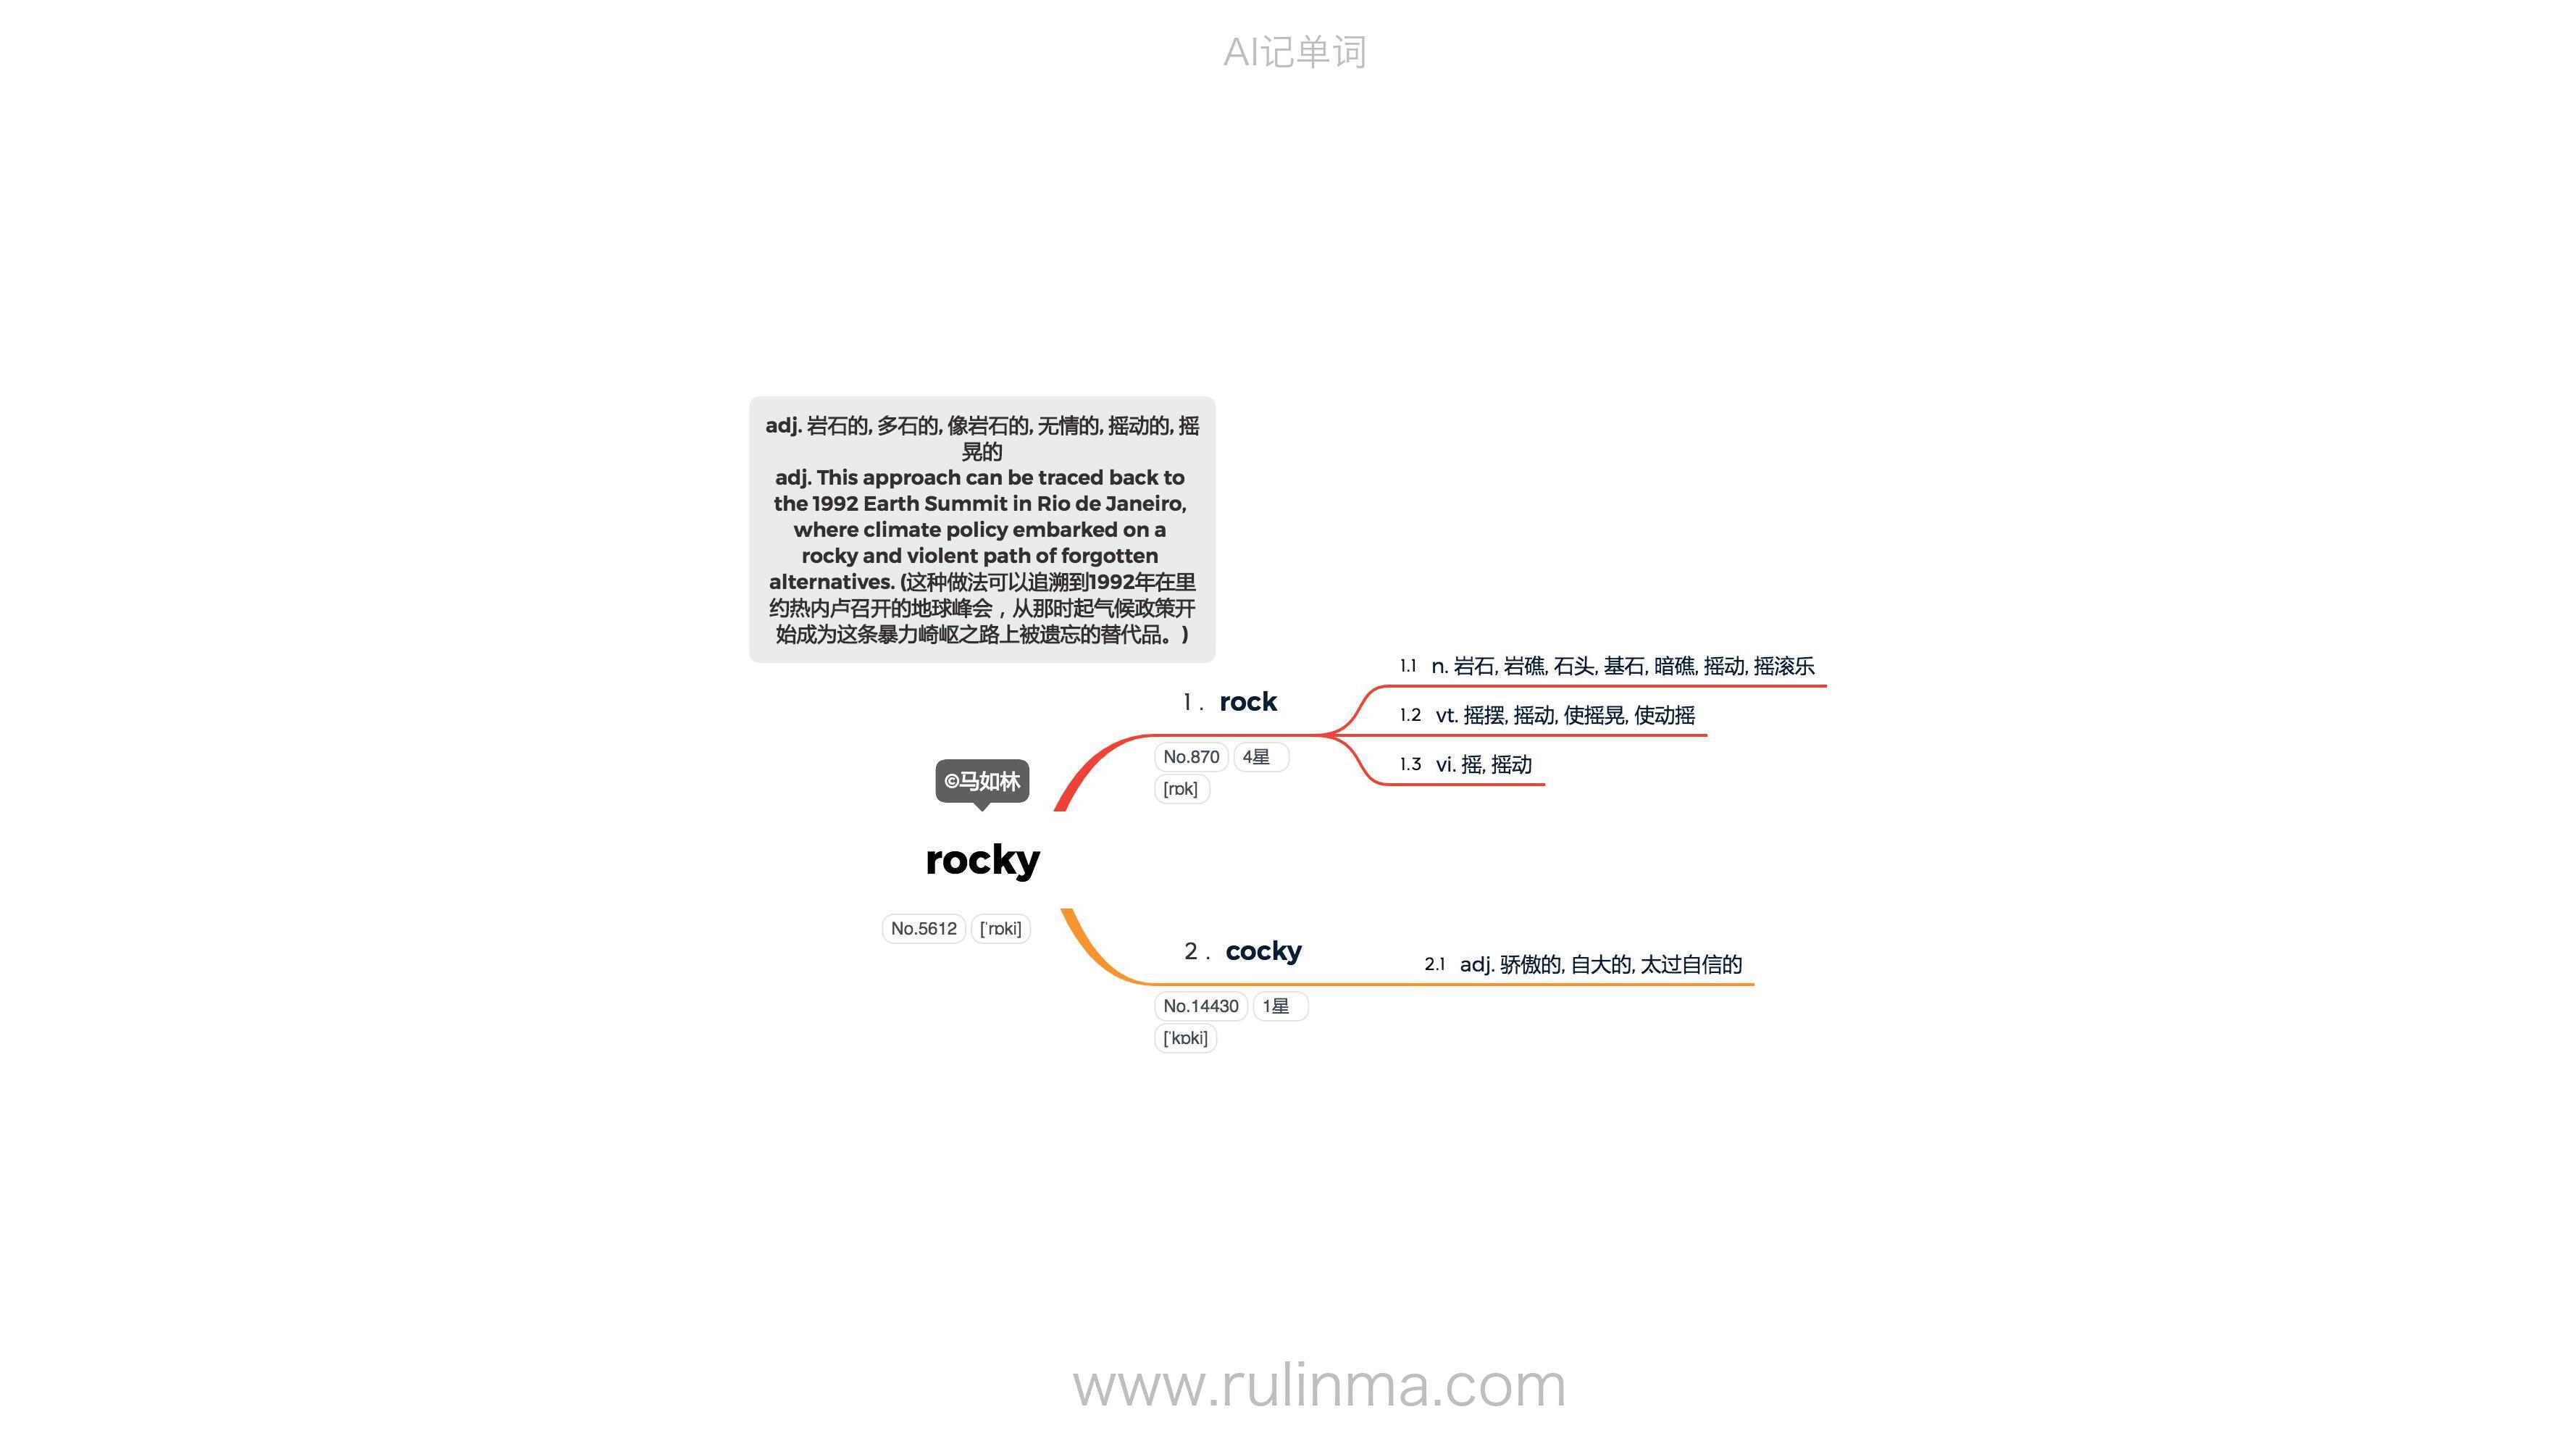 AI记单词
adj. 岩石的, 多石的, 像岩石的, 无情的, 摇动的, 摇
晃的
adj. This approach can be traced back to
the 1992 Earth Summit in Rio de Janeiro,
where climate policy embarked on a
rocky and violent path of forgotten
alternatives. (这种做法可以追溯到1992年在里
约热内卢召开的地球峰会，从那时起气候政策开
始成为这条暴力崎岖之路上被遗忘的替代品。)
©马如林
rocky
No.5612 [ˈrɒki]
1 . rock
No.870 4星
[rɒk]
1.1 n. 岩石, 岩礁, 石头, 基石, 暗礁, 摇动, 摇滚乐
1.2 vt. 摇摆, 摇动, 使摇晃, 使动摇
1.3 vi. 摇, 摇动
2 . cocky
No.14430 1星
[ˈkɒki]
2.1 adj. 骄傲的, 自大的, 太过自信的
www.rulinma.com